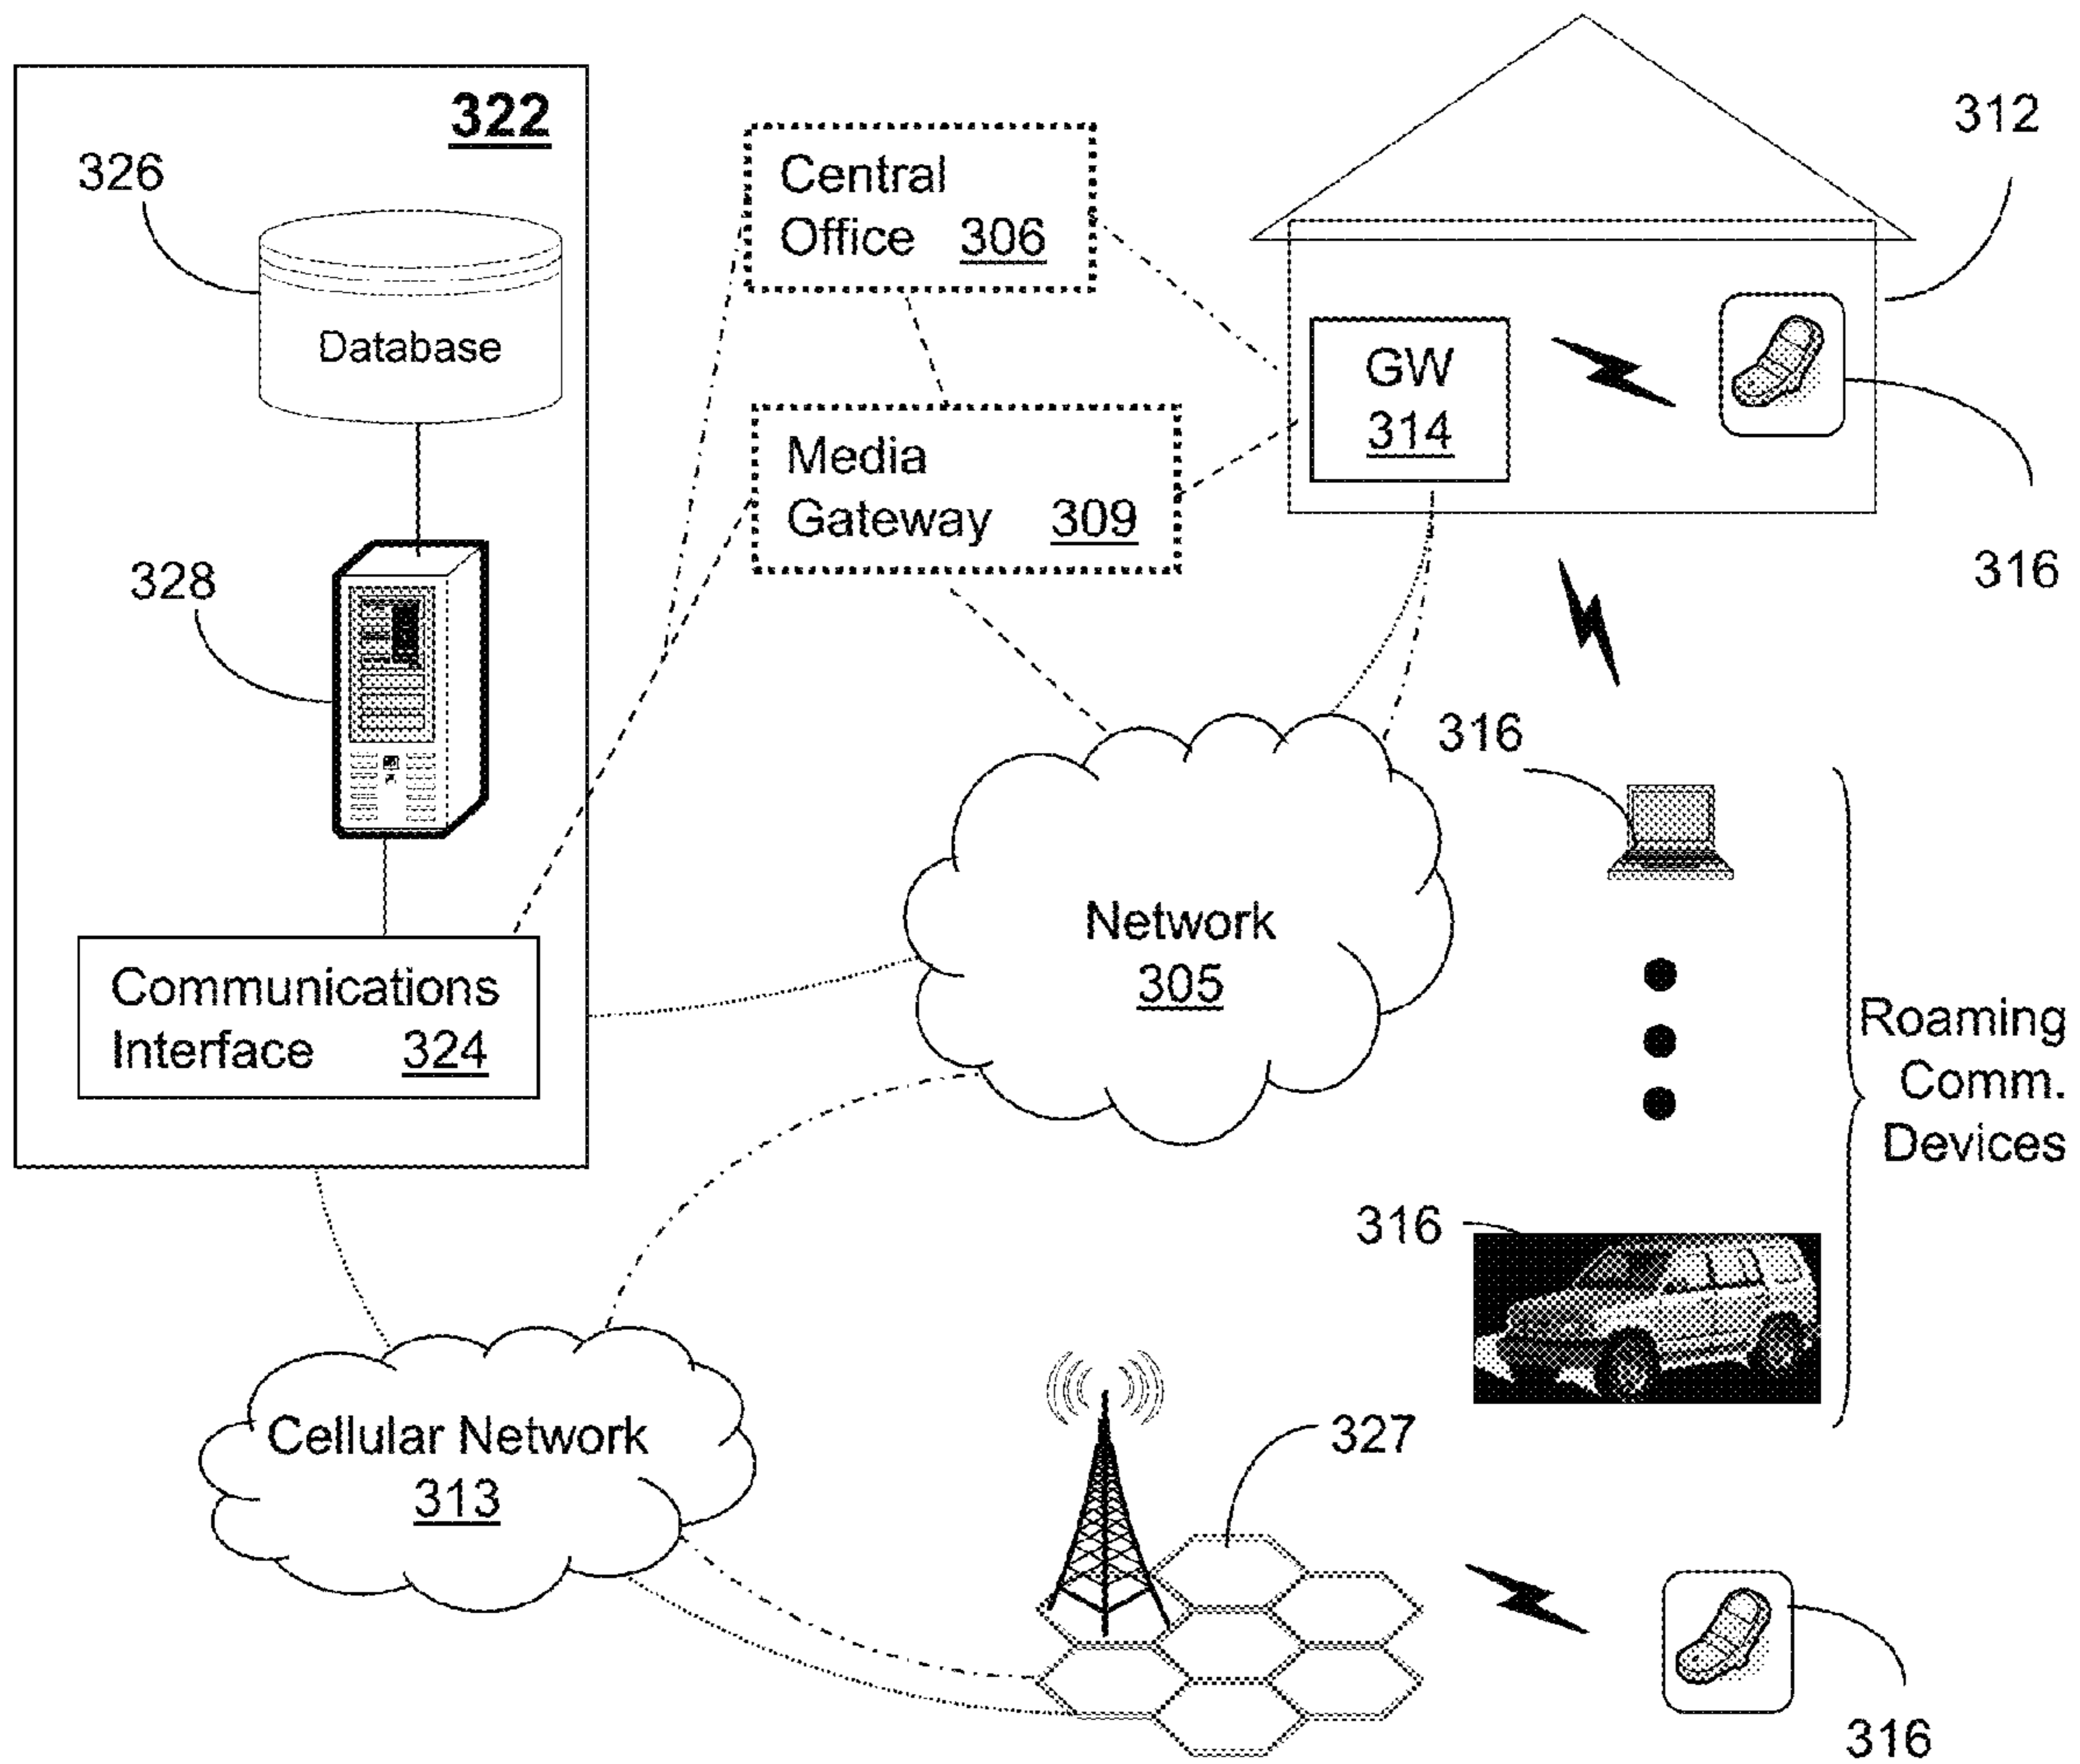 322
326
Database
328
Communications
Interface 324
Central
Office 306
Media
Gateway 309
312
GW
314
316
316
Network
305
Roaming
Comm.
Devices
316
Cellular Network
313
327
316